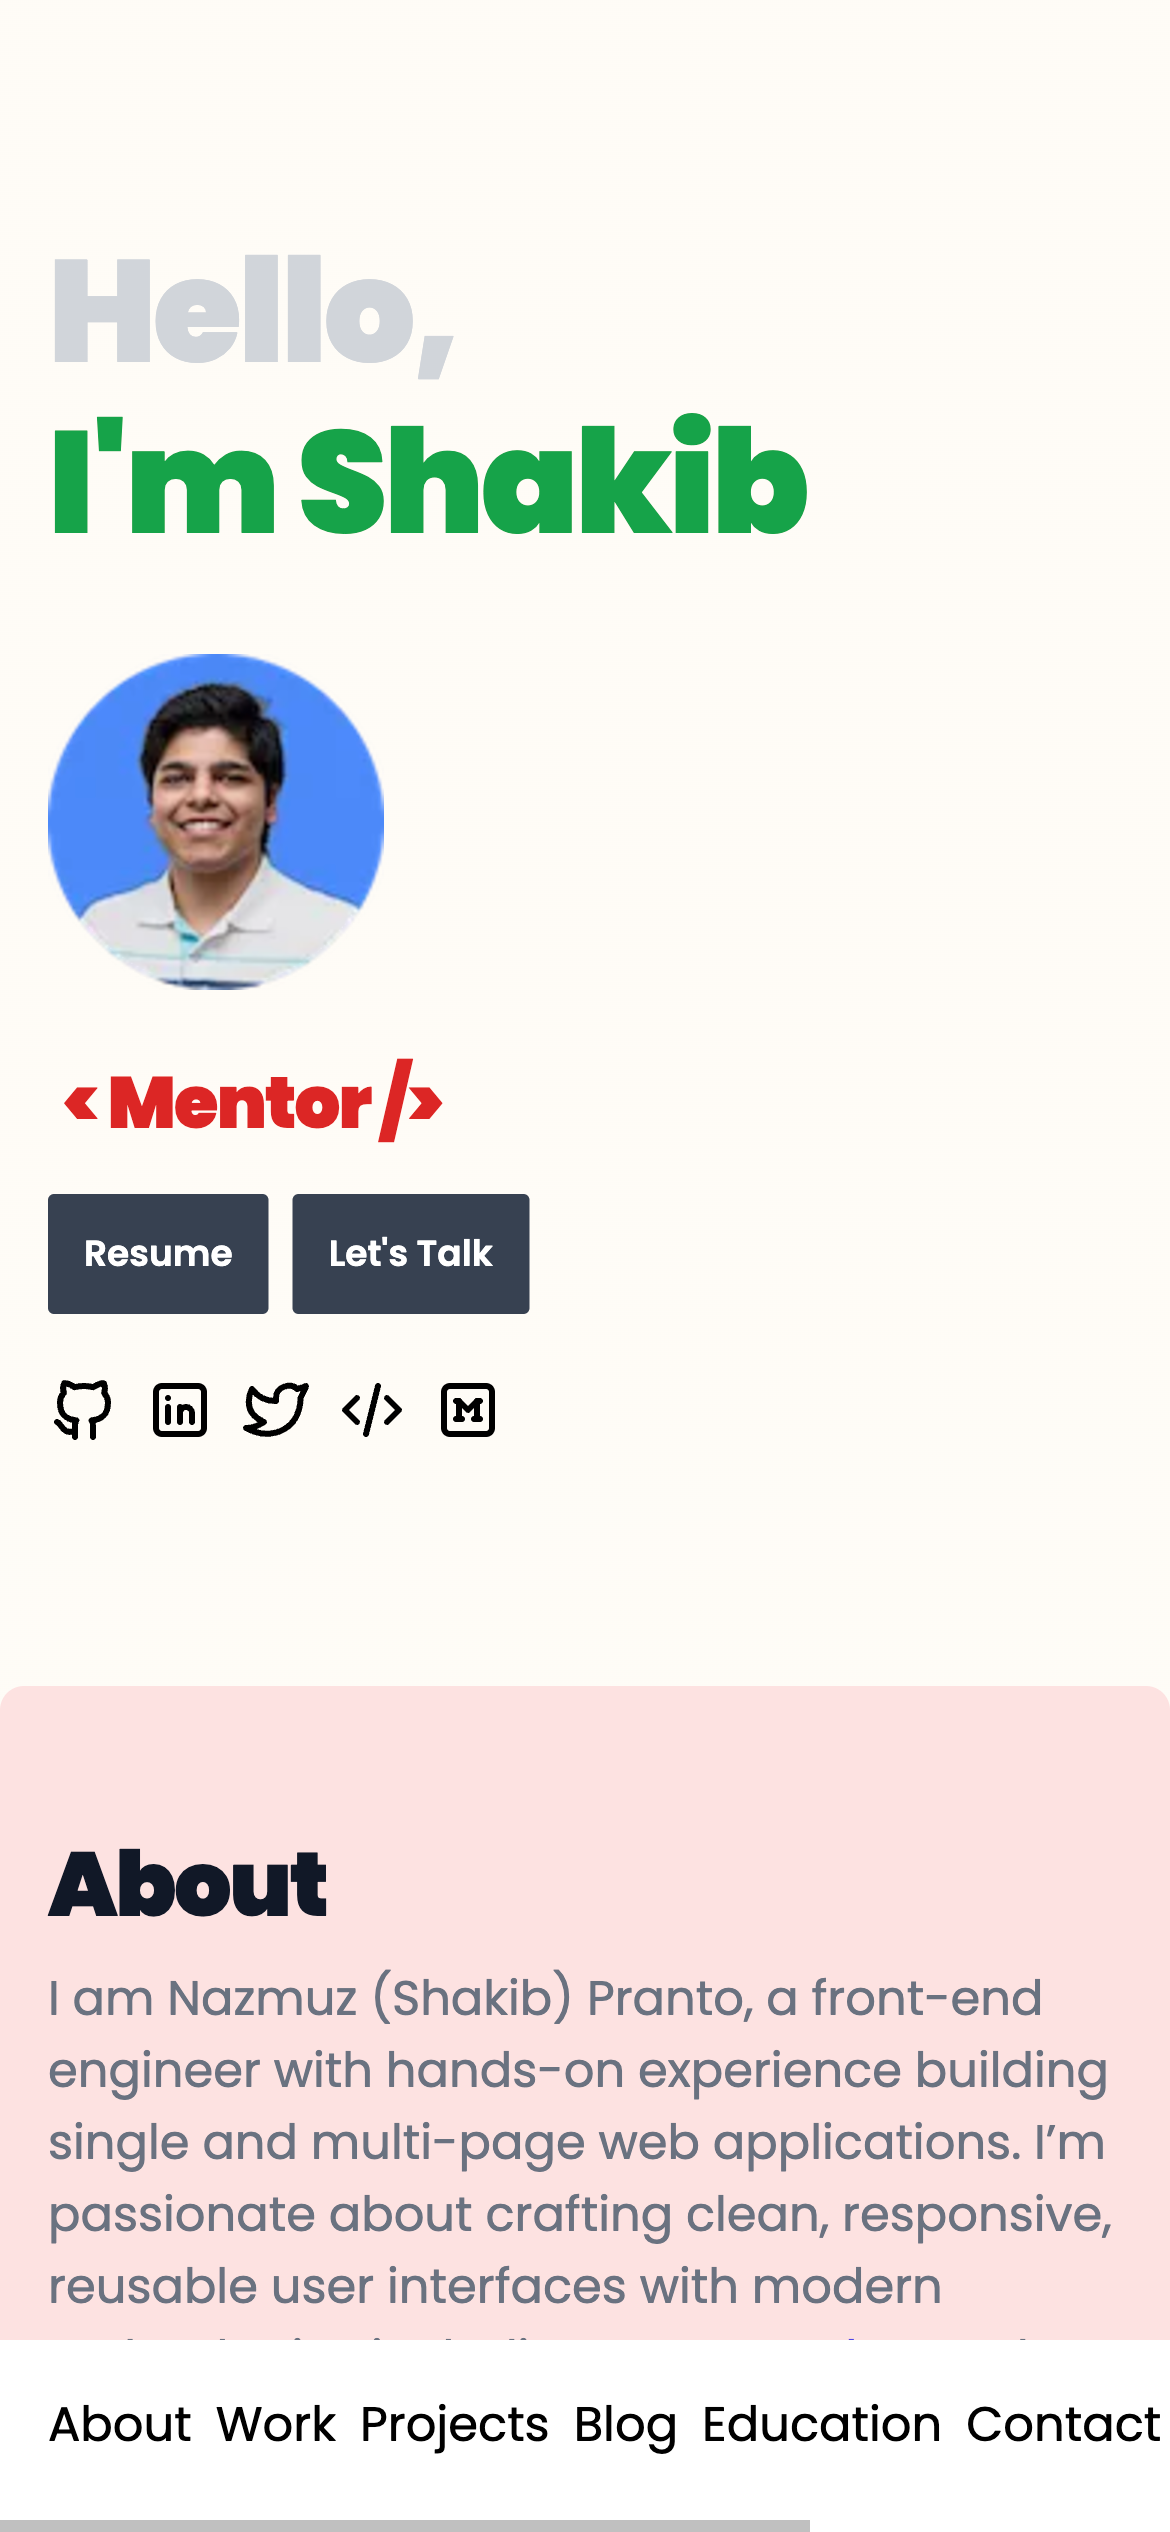 Hello,
I'm Shakib
<Mentor/>
Resume
Let's Talk
About
I am Nazmuz (Shakib) Pranto, a front-end
engineer with hands-on experience building
single and multi-page web applications. I’m
passionate about crafting clean, responsive,
reusable user interfaces with modern
About Work Projects Blog Education Contact